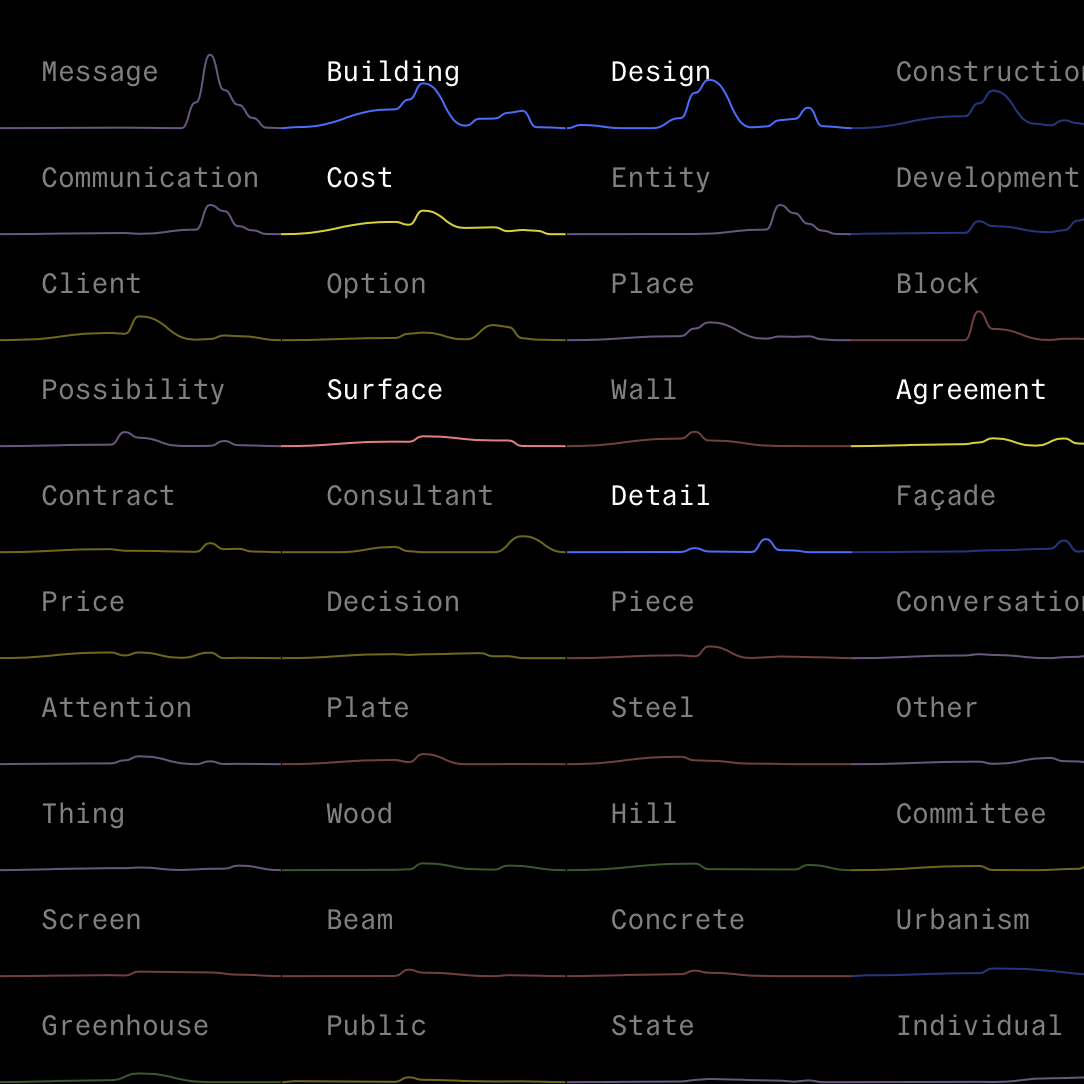 Message Building Design Constructio
Communication Cost Entity Development
Client Option Place Block
Possibility Surface Wall Agreement
Contract Consultant Detail Façade
Price Decision Piece Conversatio
Attention Plate Steel Other
Thing Wood Hill Committee
Screen Beam Concrete Urbanism
Greenhouse Public State Individual